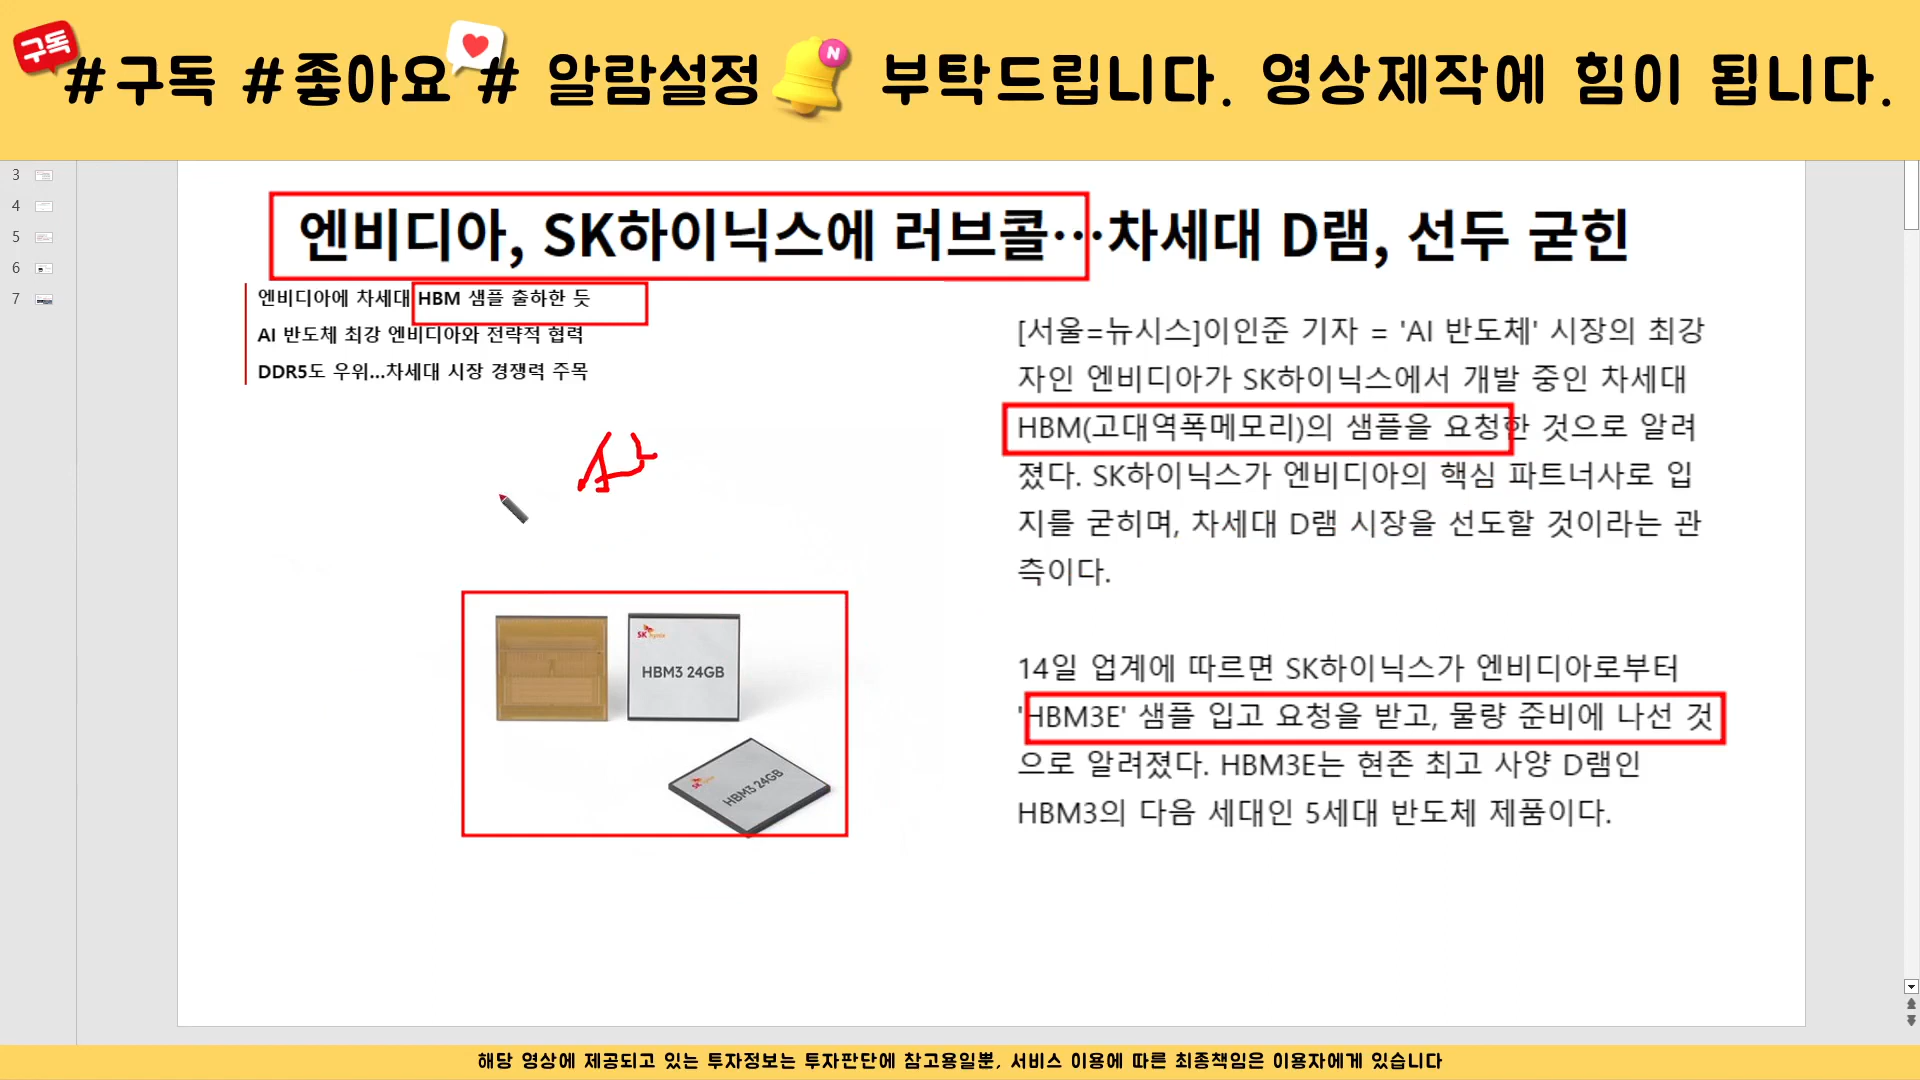 구독
#구독 #좋아요 # 알람설정 N 부탁드립니다. 영상제작에 힘이 됩니다.
3
4
5
6
7
엔비디아, SK하이닉스에 러브콜…차세대 D램, 선두 굳힌
엔비디아에 차세대 HBM 샘플 출하한 듯
AI 반도체 최강 엔비디아와 전략적 협력
DDR5도 우위...차세대 시장 경쟁력 주목
[서울=뉴시스]이인준 기자 = 'AI 반도체' 시장의 최강
자인 엔비디아가 SK하이닉스에서 개발 중인 차세대
HBM(고대역폭메모리)의 샘플을 요청한 것으로 알려
졌다. SK하이닉스가 엔비디아의 핵심 파트너사로 입
지를 굳히며, 차세대 D램 시장을 선도할 것이라는 관
측이다.
14일 업계에 따르면 SK하이닉스가 엔비디아로부터
'HBM3E' 샘플 입고 요청을 받고, 물량 준비에 나선 것
으로 알려졌다. HBM3E는 현존 최고 사양 D램인
HBM3의 다음 세대인 5세대 반도체 제품이다.
SK hynix
HBM3 24GB
SK hynix
HBM3 24GB
해당 영상에 제공되고 있는 투자정보는 투자판단에 참고용일뿐, 서비스 이용에 따른 최종책임은 이용자에게 있습니다